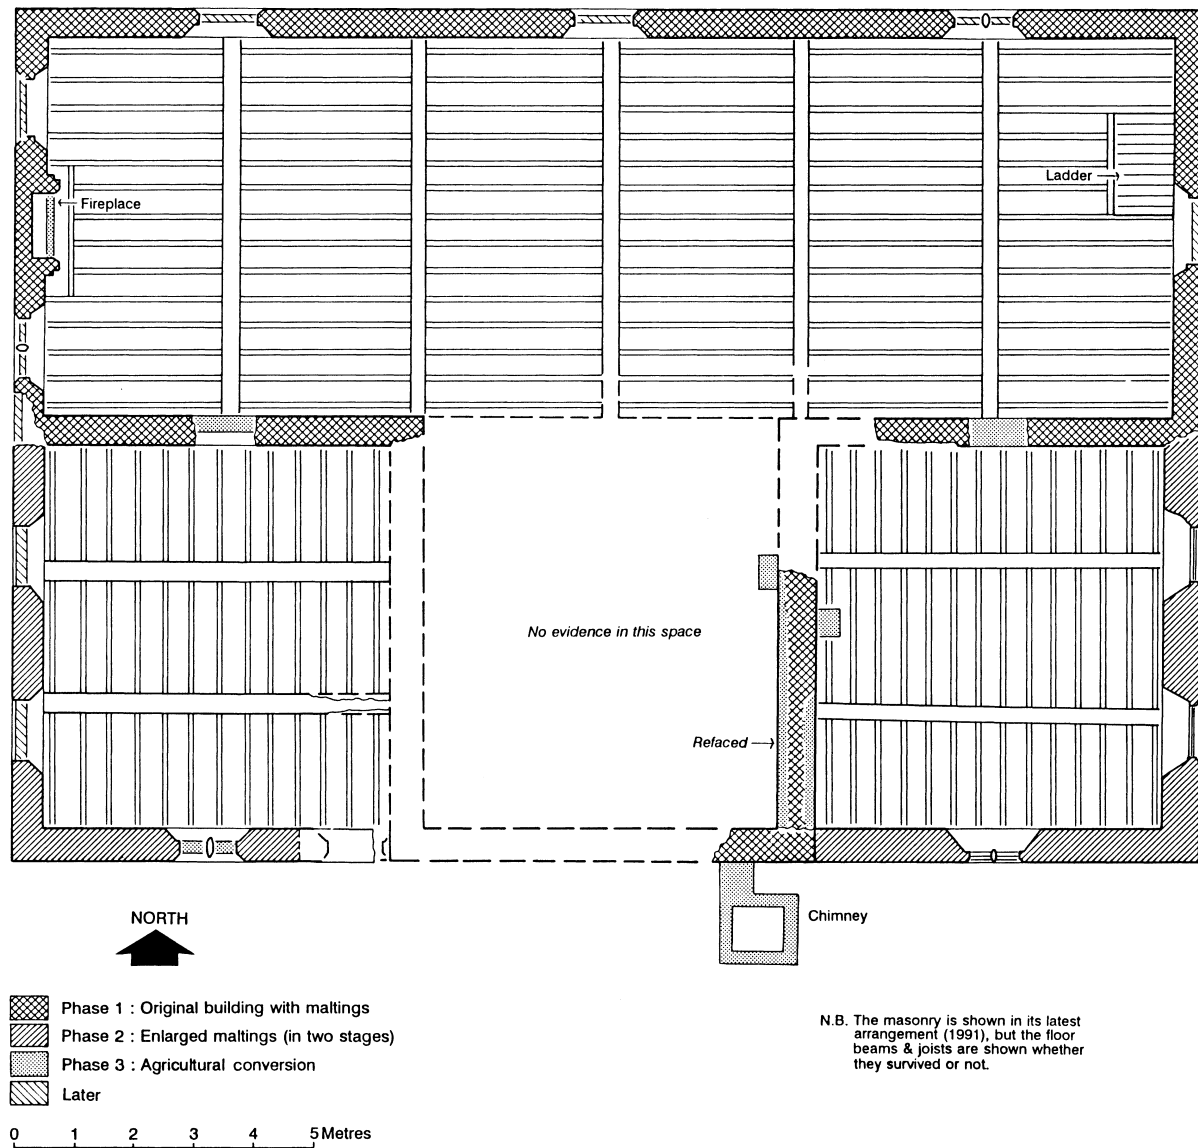 Ladder
Fireplace
No evidence in this space
Refaced
Chimney
NORTH
Phase 1 : Original building with maltings
Phase 2 : Enlarged maltings (in two stages)
Phase 3 : Agricultural conversion
Later
N.B. The masonry is shown in its latest
arrangement (1991), but the floor
beams & joists are shown whether
they survived or not.
0 1 2 3 4 5 Metres